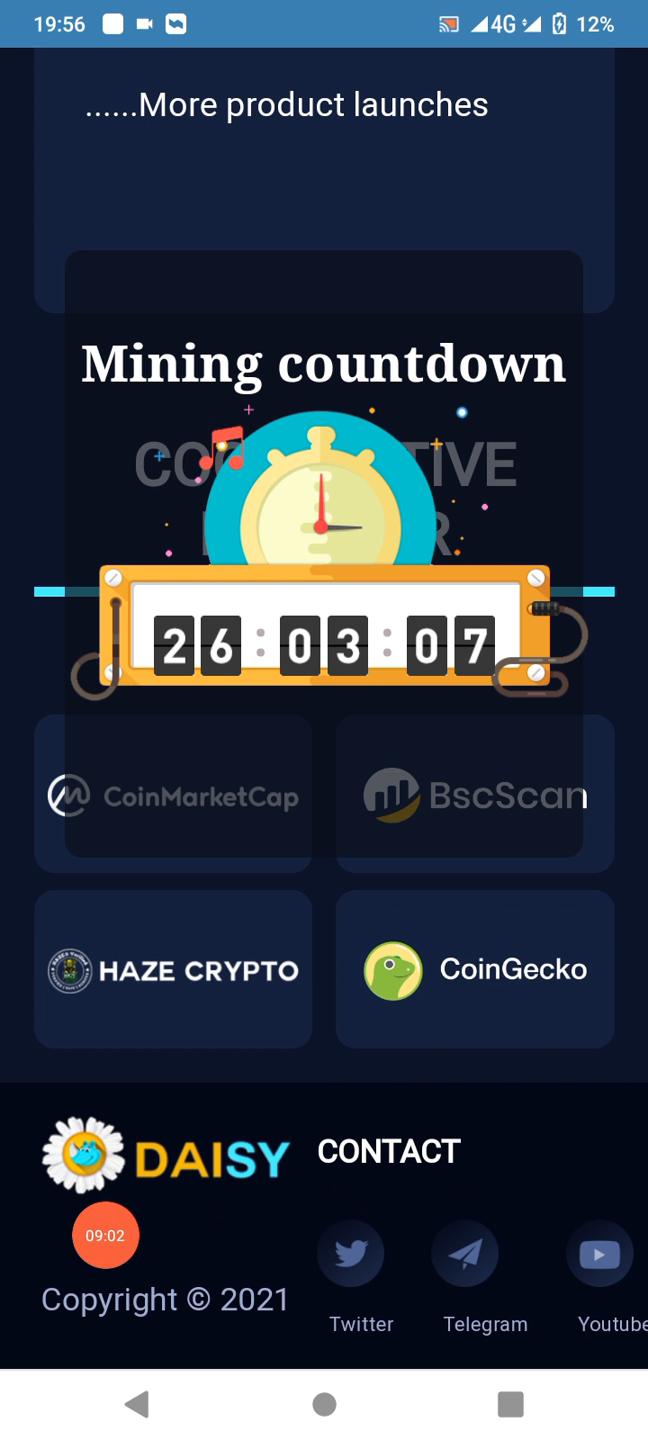 19:56 4G 12%
......More product launches
Mining countdown
26:03:07
CoinMarketCap BscScan
HAZE CRYPTO CoinGecko
DAISY CONTACT
09:02
Copyright © 2021
Twitter Telegram Youtube